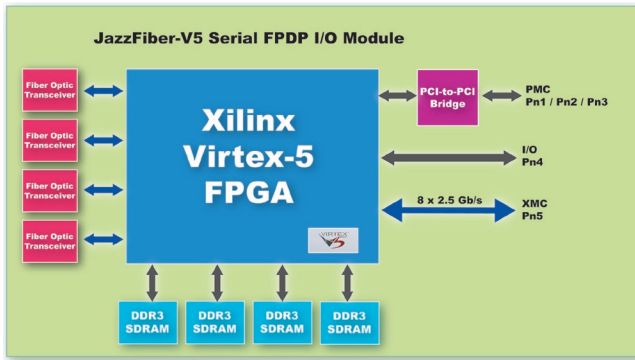 JazzFiber-V5 Serial FPDP I/O Module
Fiber Optic
Transceiver
Fiber Optic
Transceiver
Fiber Optic
Transceiver
Fiber Optic
Transceiver
Xilinx
Virtex-5
FPGA
VIRTEX
5
PCI-to-PCI
Bridge
PMC
Pn1 / Pn2 / Pn3
I/O
Pn4
8 x 2.5 Gb/s
XMC
Pn5
DDR3
SDRAM
DDR3
SDRAM
DDR3
SDRAM
DDR3
SDRAM